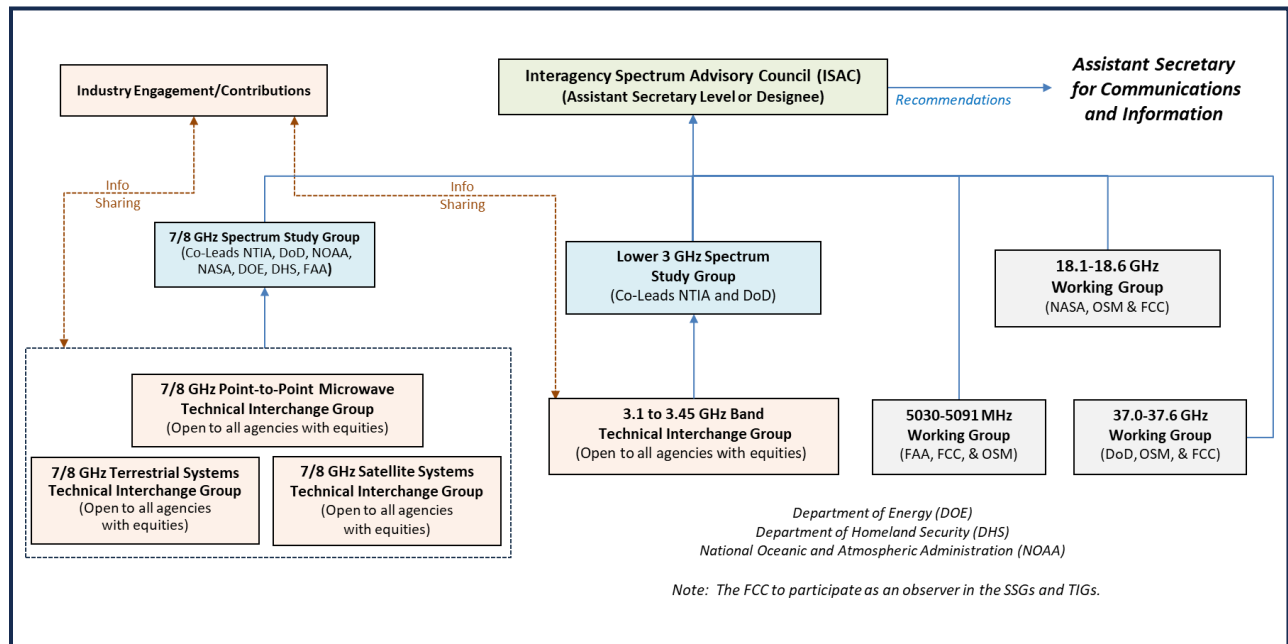 Industry Engagement/Contributions
Interagency Spectrum Advisory Council (ISAC)
(Assistant Secretary Level or Designee)
Recommendations
Assistant Secretary
for Communications
and Information
Info
Sharing
Info
Sharing
7/8 GHz Spectrum Study Group
(Co-Leads NTIA, DoD, NOAA,
NASA, DOE, DHS, FAA)
Lower 3 GHz Spectrum
Study Group
(Co-Leads NTIA and DoD)
18.1-18.6 GHz
Working Group
(NASA, OSM & FCC)
7/8 GHz Point-to-Point Microwave
Technical Interchange Group
(Open to all agencies with equities)
7/8 GHz Terrestrial Systems
Technical Interchange Group
(Open to all agencies
with equities)
7/8 GHz Satellite Systems
Technical Interchange Group
(Open to all agencies
with equities)
3.1 to 3.45 GHz Band
Technical Interchange Group
(Open to all agencies with equities)
5030-5091 MHz
Working Group
(FAA, FCC, & OSM)
37.0-37.6 GHz
Working Group
(DoD, OSM, & FCC)
Department of Energy (DOE)
Department of Homeland Security (DHS)
National Oceanic and Atmospheric Administration (NOAA)
Note: The FCC to participate as an observer in the SSGs and TIGs.